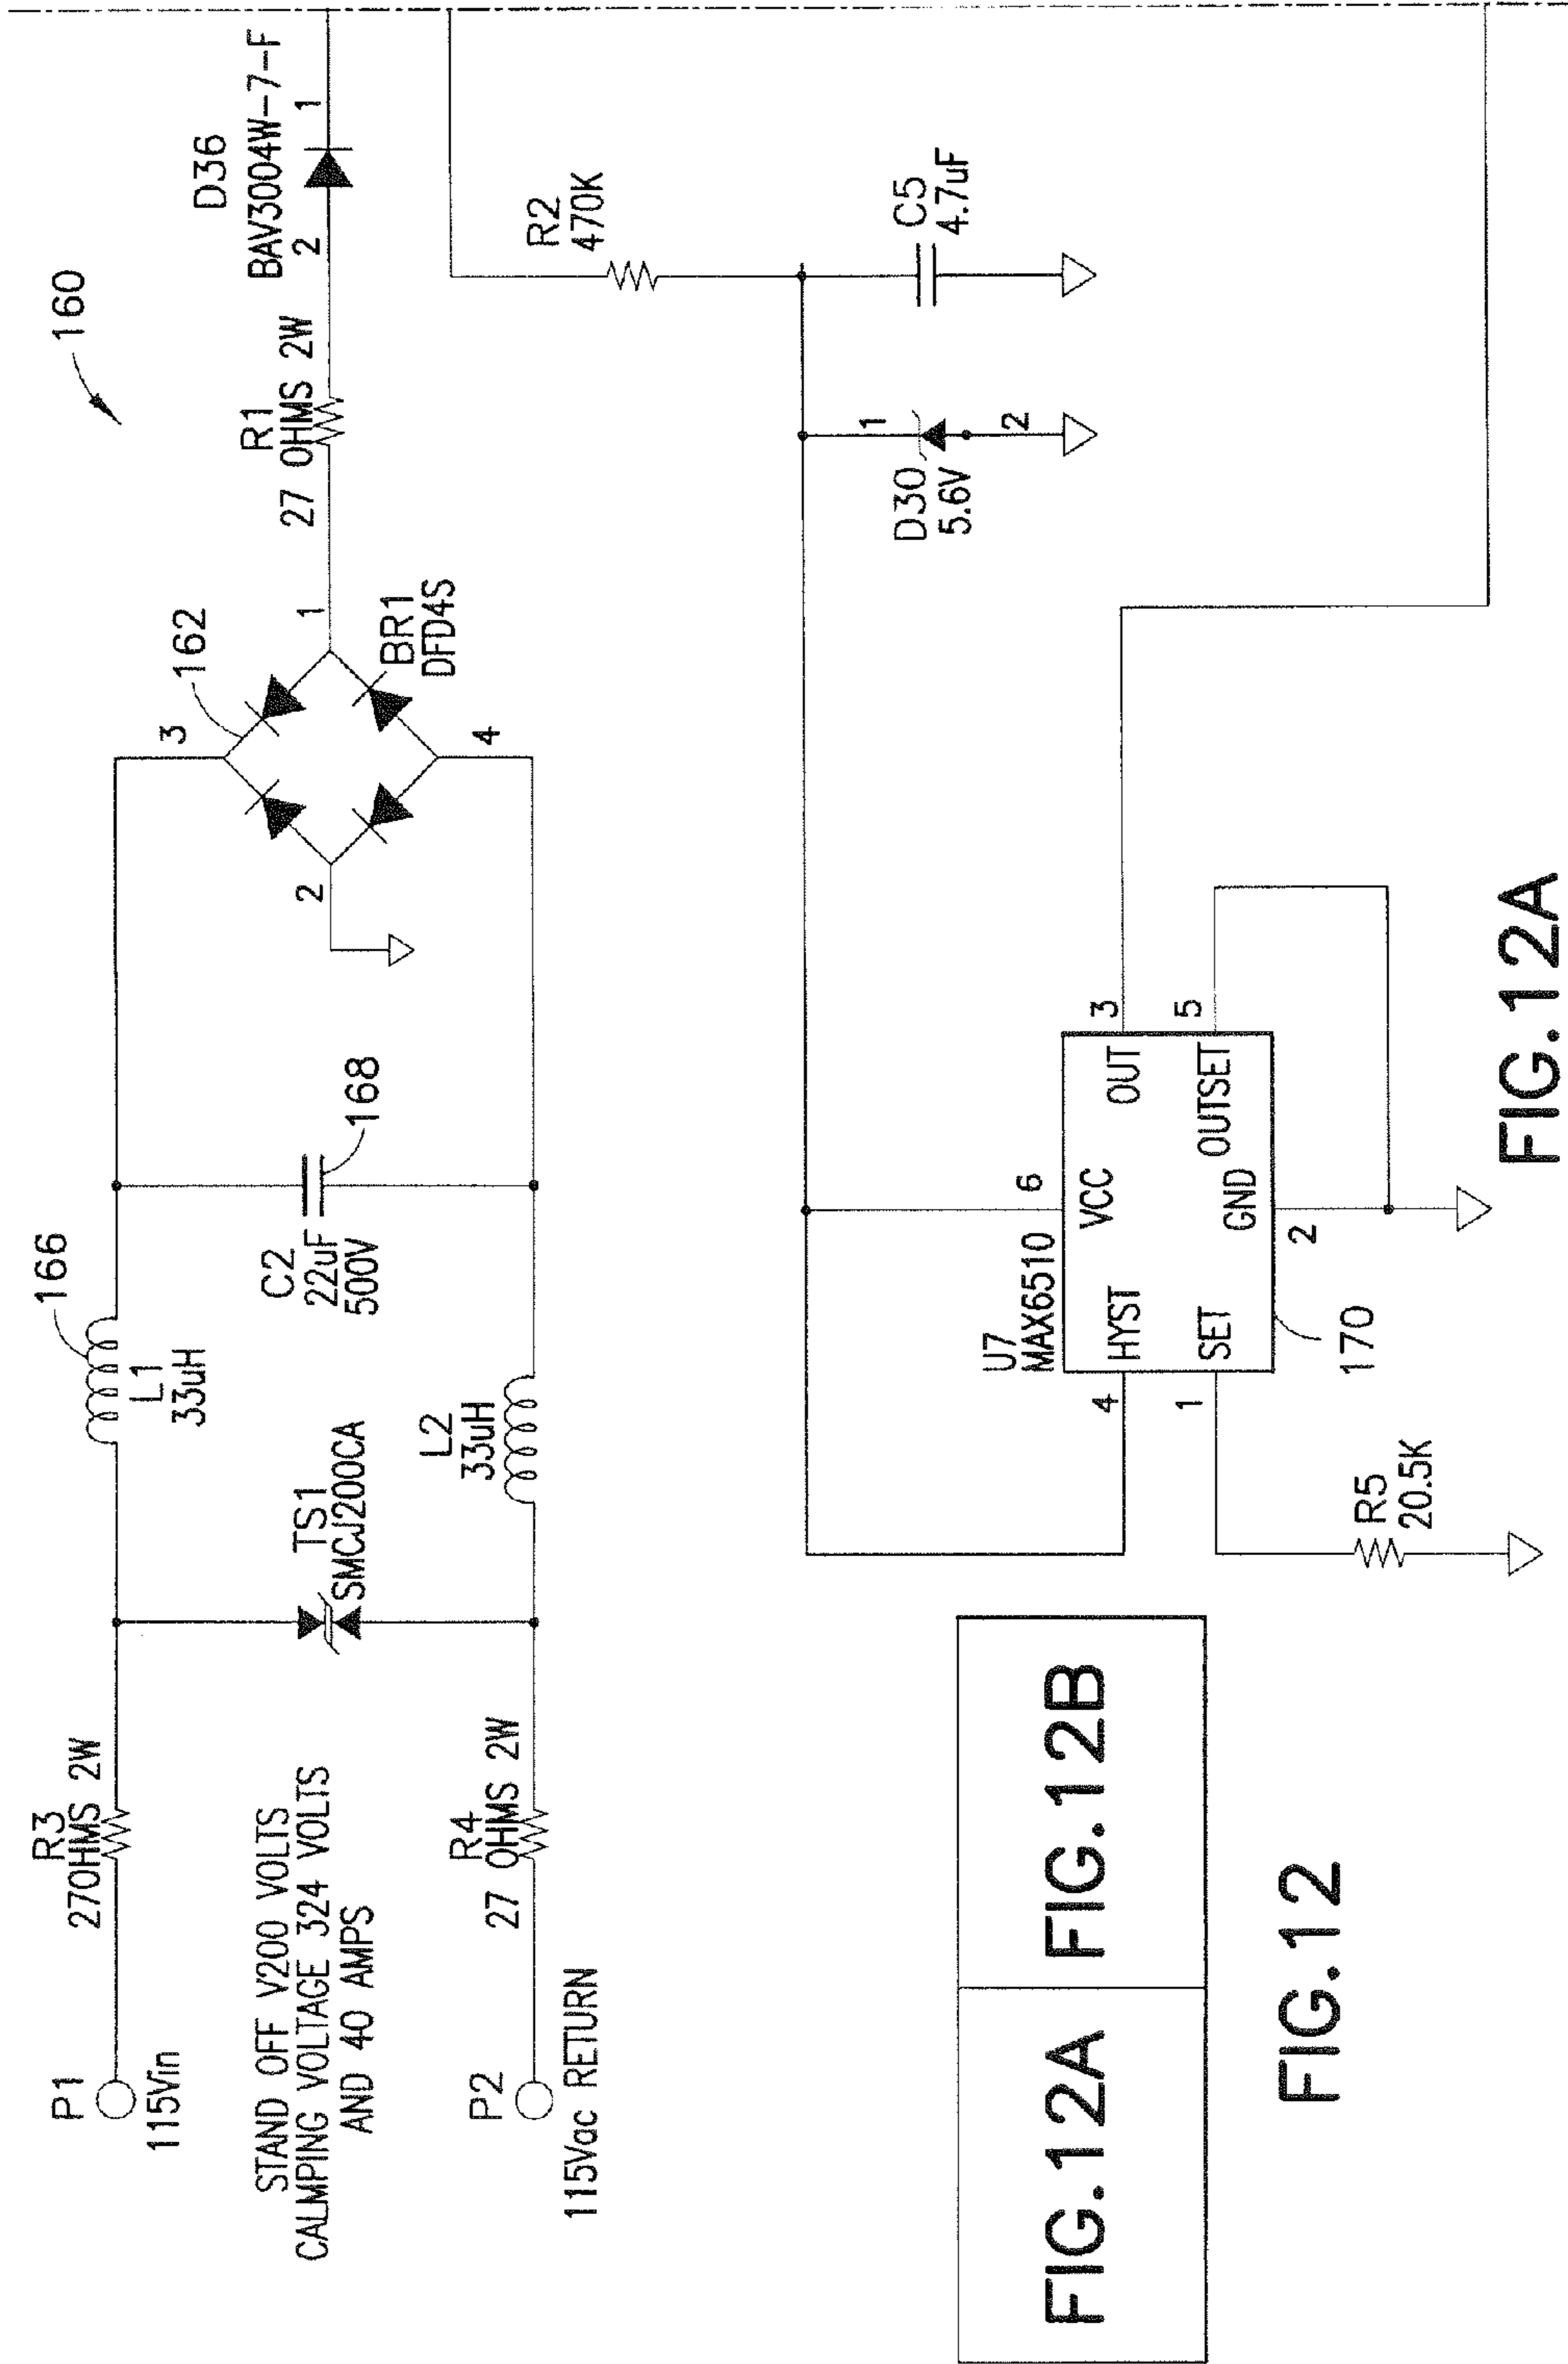 160
P1
115Vin
R3
270HMS 2W
STAND OFF V200 VOLTS
CALMPING VOLTAGE 324 VOLTS
AND 40 AMPS
P2
115Vac RETURN
R4
27 OHMS 2W
TS1
SMCJ200CA
L1
33uH
166
L2
33uH
C2
22uF
500V
168
3
162
1
2
4
BR1
DFD4S
R1
27 OHMS 2W
D36
BAV3004W-7-F
2
1
R2
470K
C5
4.7uF
D30
5.6V
1
2
U7
MAX6510
6
VCC
4
HYST
OUT
3
1
SET
GND
OUTSET
5
2
170
R5
20.5K
FIG. 12A
FIG. 12A
FIG. 12B
FIG. 12